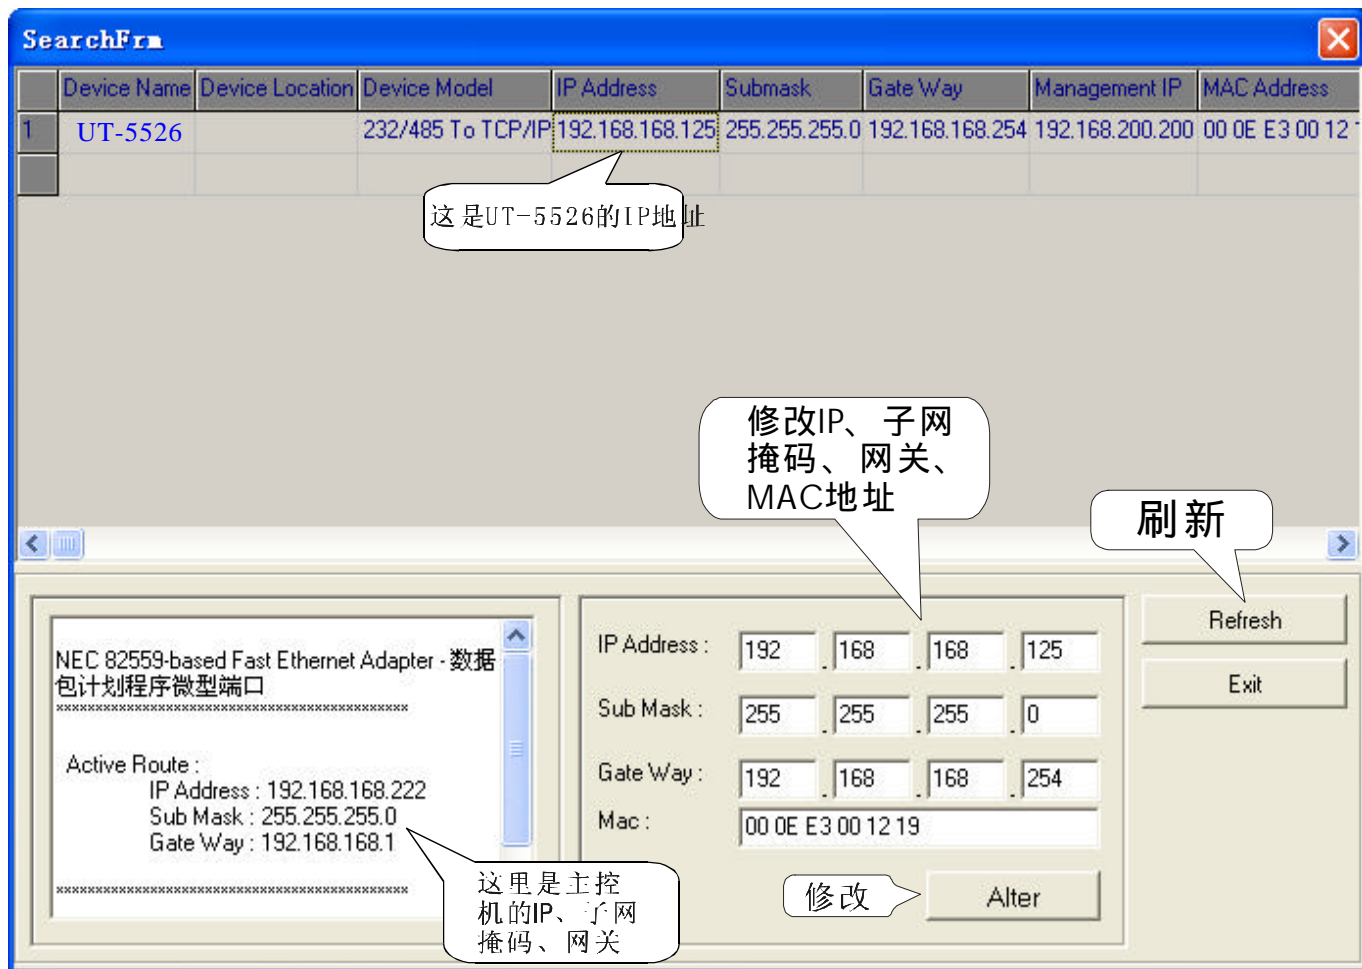 SearchFrm
Device Name Device Location Device Model IP Address Submask Gate Way Management IP MAC Address
1 UT-5526 232/485 To TCP/IP 192.168.168.125 255.255.255.0 192.168.168.254 192.168.200.200 00 0E E3 00 12
这是UT-5526的IP地址
修改IP、子网
掩码、网关、
MAC地址
刷新
NEC 82559-based Fast Ethernet Adapter - 数据
包计划程序微型端口
*********************************************
Active Route :
IP Address : 192.168.168.222
Sub Mask : 255.255.255.0
Gate Way : 192.168.168.1
*********************************************
这里是主控
机的IP、子网
掩码、网关
IP Address : 192 . 168 . 168 . 125
Sub Mask : 255 . 255 . 255 . 0
Gate Way : 192 . 168 . 168 . 254
Mac : 00 0E E3 00 12 19
修改
Alter
Refresh
Exit